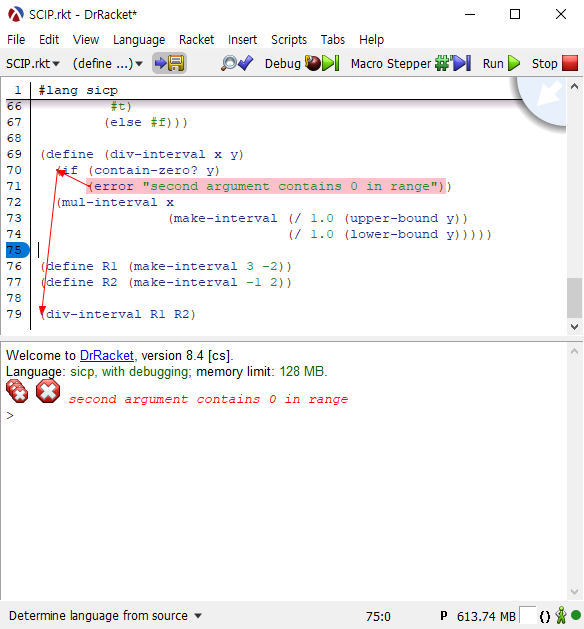 SCIP.rkt - DrRacket*
File Edit View Language Racket Insert Scripts Tabs Help
SCIP.rkt▾ (define ...)▾ Debug Macro Stepper Run Stop
1 #lang sicp
66 #t)
67 (else #f)))
68
69 (define (div-interval x y)
70 (if (contain-zero? y)
71 (error "second argument contains 0 in range"))
72 (mul-interval x
73 (make-interval (/ 1.0 (upper-bound y))
74 (/ 1.0 (lower-bound y)))))
75
76 (define R1 (make-interval 3 -2))
77 (define R2 (make-interval -1 2))
78
79 (div-interval R1 R2)
Welcome to DrRacket, version 8.4 [cs].
Language: sicp, with debugging; memory limit: 128 MB.
second argument contains 0 in range
>
Determine language from source ▾ 75:0 P 613.74 MB ()